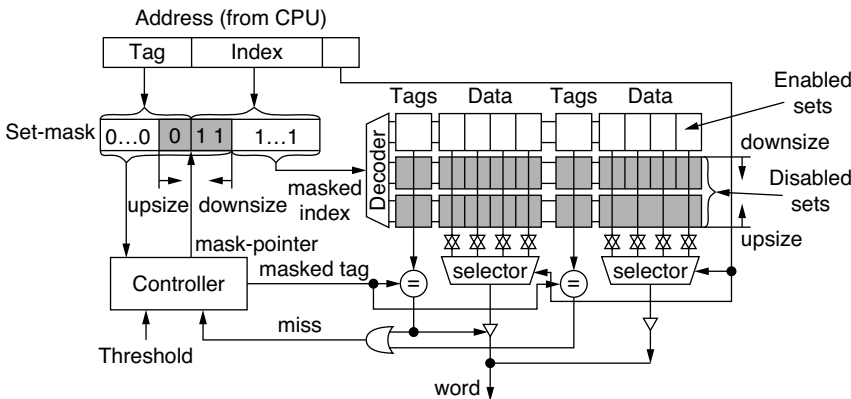 Address (from CPU)
Tag
Index
Set-mask
0...0
0
1 1
1...1
upsize
downsize
masked
index
mask-pointer
Decoder
Tags
Data
Tags
Data
Enabled
sets
downsize
Disabled
sets
upsize
selector
selector
Controller
masked tag
=
=
miss
Threshold
word